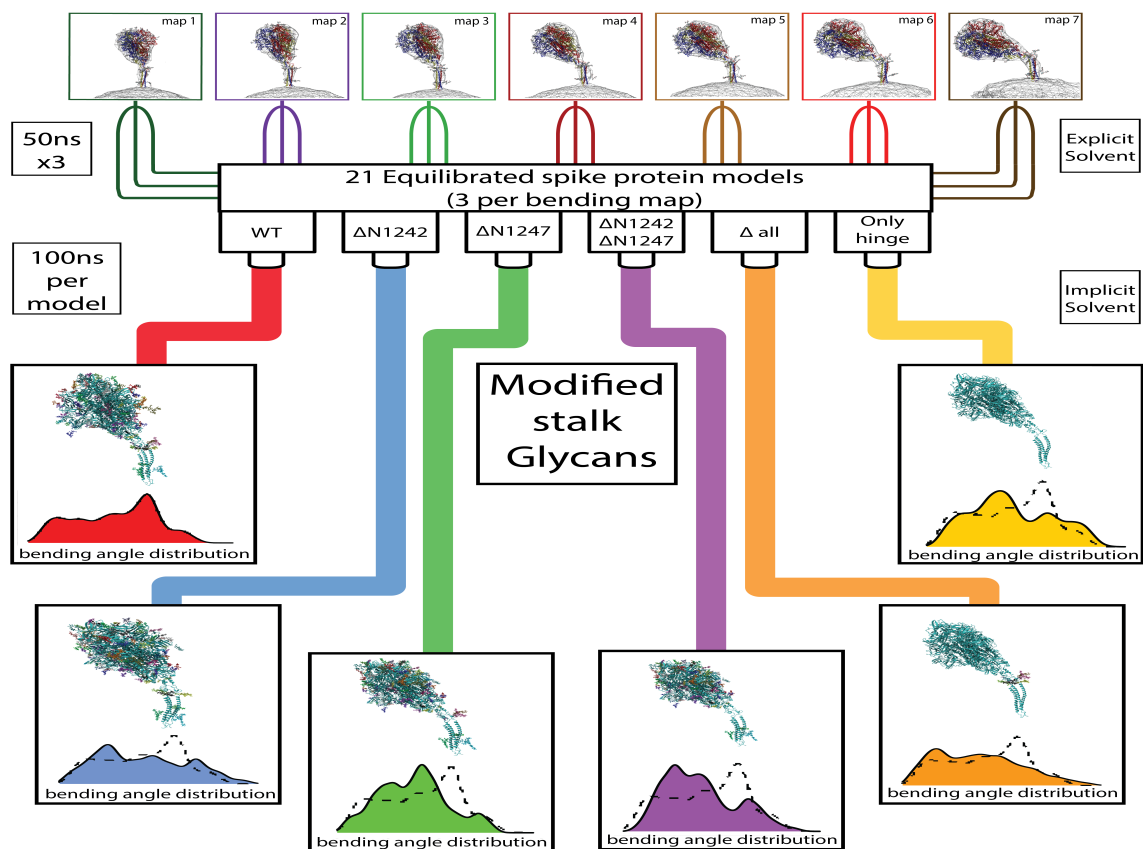 map 1
map 2
map 3
map 4
map 5
map 6
map 7
50ns
x3
Explicit
Solvent
21 Equilibrated spike protein models
(3 per bending map)
WT
ΔN1242
ΔN1247
ΔN1242
ΔN1247
Δ all
Only
hinge
100ns
per
model
Implicit
Solvent
Modified
stalk
Glycans
bending angle distribution
bending angle distribution
bending angle distribution
bending angle distribution
bending angle distribution
bending angle distribution